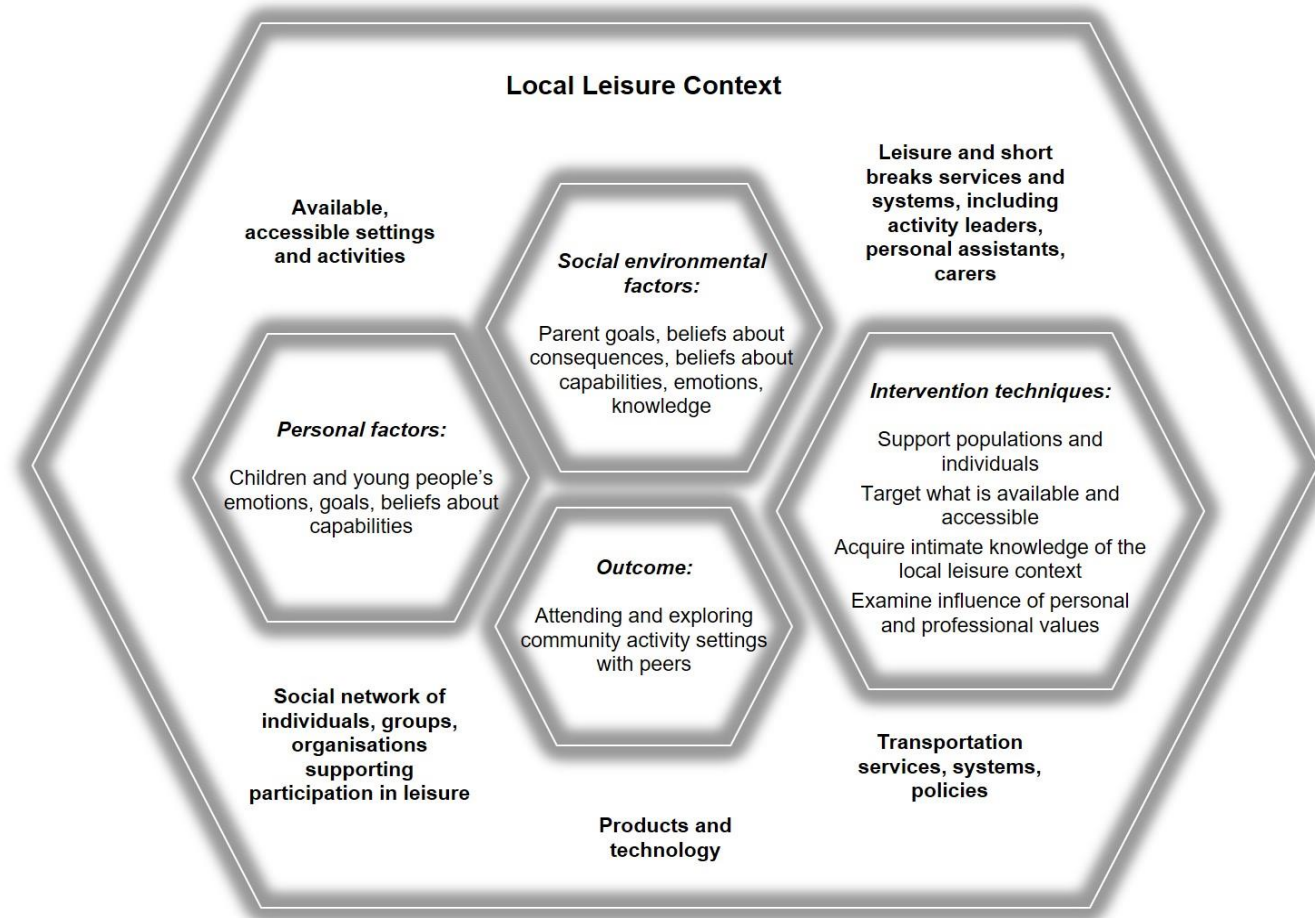 Local Leisure Context
Available,
accessible settings
and activities
Leisure and short
breaks services and
systems, including
activity leaders,
personal assistants,
carers
Social environmental
factors:
Parent goals, beliefs about
consequences, beliefs about
capabilities, emotions,
knowledge
Personal factors:
Children and young people’s
emotions, goals, beliefs about
capabilities
Intervention techniques:
Support populations and
individuals
Target what is available and
accessible
Acquire intimate knowledge of the
local leisure context
Examine influence of personal
and professional values
Outcome:
Attending and exploring
community activity settings
with peers
Social network of
individuals, groups,
organisations
supporting
participation in leisure
Transportation
services, systems,
policies
Products and
technology